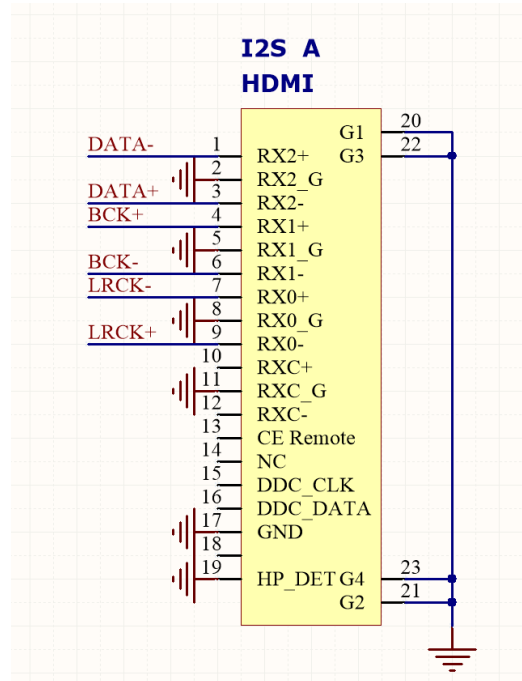 I2S A
HDMI
DATA- 1 RX2+ G1 20
2 RX2_G G3 22
DATA+ 3 RX2-
BCK+ 4 RX1+
5 RX1_G
BCK- 6 RX1-
LRCK- 7 RX0+
8 RX0_G
LRCK+ 9 RX0-
10 RXC+
11 RXC_G
12 RXC-
13 CE Remote
14 NC
15 DDC_CLK
16 DDC_DATA
17 GND
18
19 HP_DET G4 23
G2 21